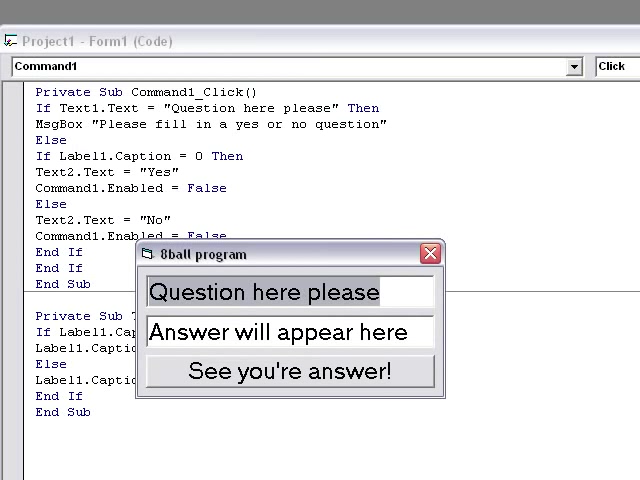 Project1 - Form1 (Code)
Command1
Click
Private Sub Command1_Click()
If Text1.Text = "Question here please" Then
MsgBox "Please fill in a yes or no question"
Else
If Label1.Caption = 0 Then
Text2.Text = "Yes"
Command1.Enabled = False
Else
Text2.Text = "No"
Command1.Enabled = False
End If
End If
End Sub
8ball program
Question here please
Answer will appear here
See you're answer!
Private Sub
If Label1.
Label1.
Else
Label1.
End If
End Sub